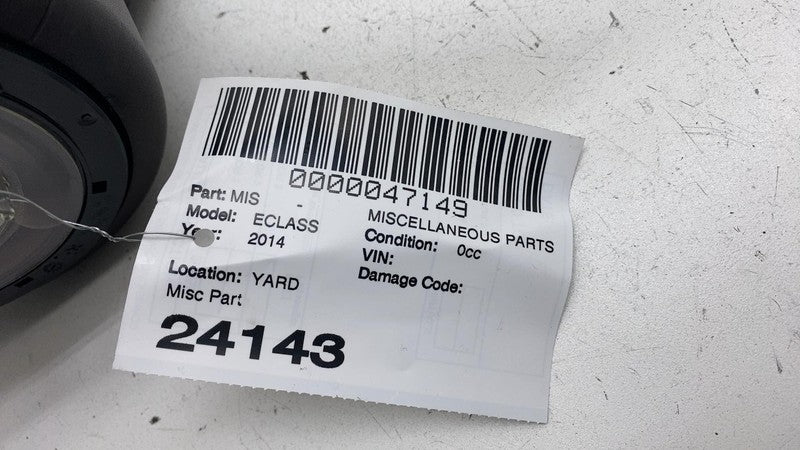 0000047149
Part: MIS - MISCELLANEOUS PARTS
Model: ECLASS Condition: 0cc
Year: 2014 VIN:
Damage Code:
Location: YARD
Misc Part
24143